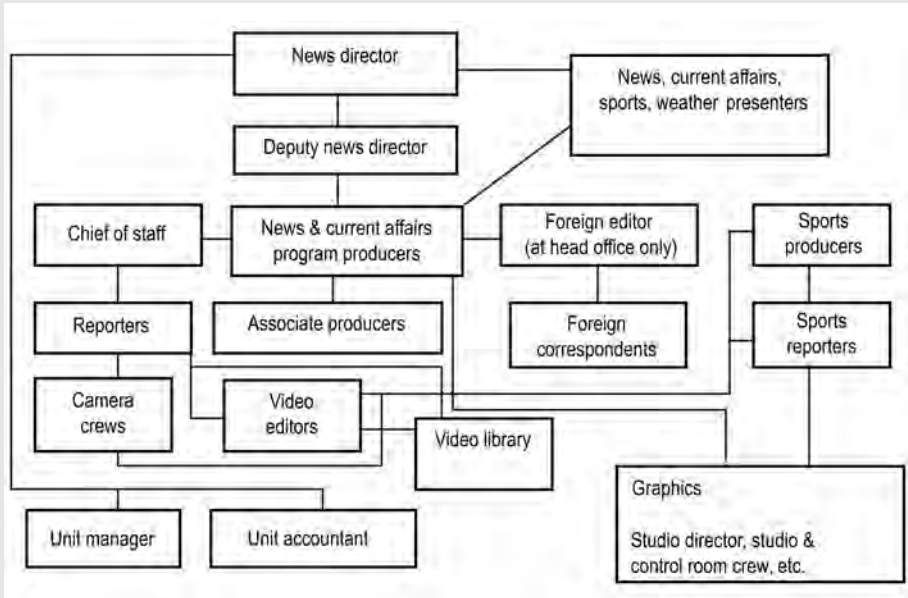 News director
News, current affairs,
sports, weather presenters
Deputy news director
Chief of staff
News & current affairs
program producers
Foreign editor
(at head office only)
Sports
producers
Reporters
Associate producers
Foreign
correspondents
Sports
reporters
Camera
crews
Video
editors
Video library
Graphics
Studio director, studio &
control room crew, etc.
Unit manager
Unit accountant